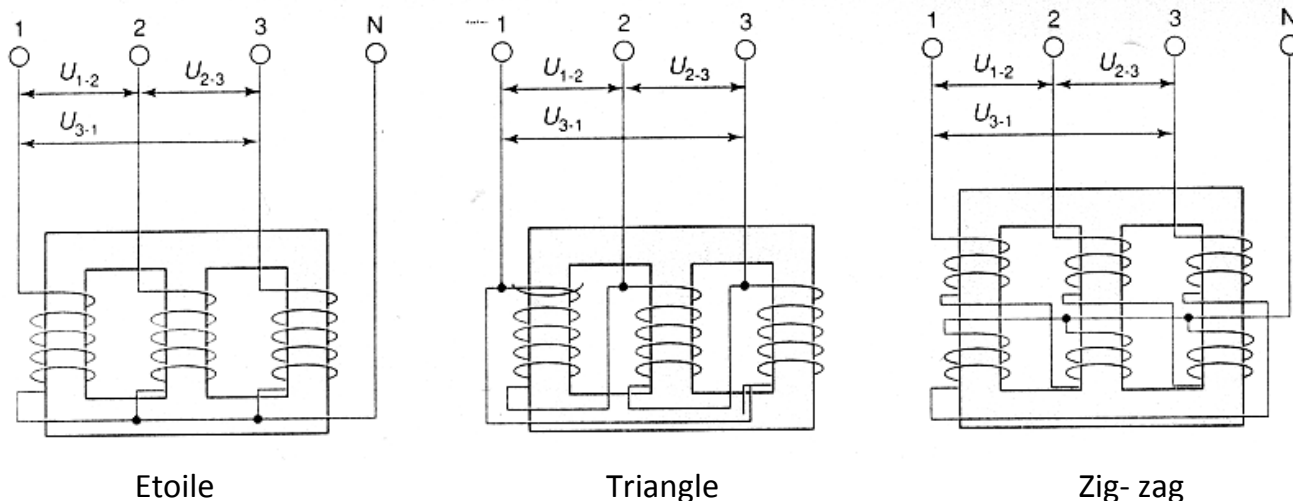 1 2 3 N
U1-2 U2-3
U3-1
Etoile
1 2 3
U1-2 U2-3
U3-1
Triangle
1 2 3 N
U1-2 U2-3
U3-1
Zig- zag